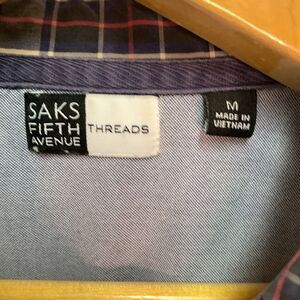 SAKS
FIFTH
AVENUE
THREADS
M
MADE IN
VIETNAM